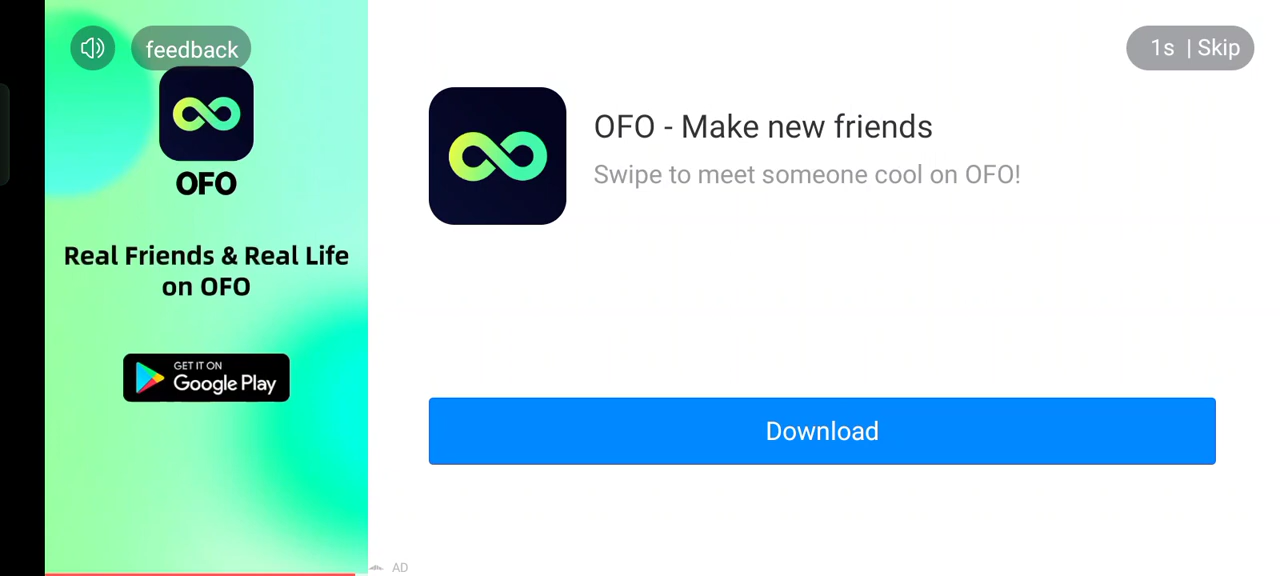 feedback
OFO
Real Friends & Real Life
on OFO
GET IT ON
Google Play
1s | Skip
OFO - Make new friends
Swipe to meet someone cool on OFO!
Download
AD